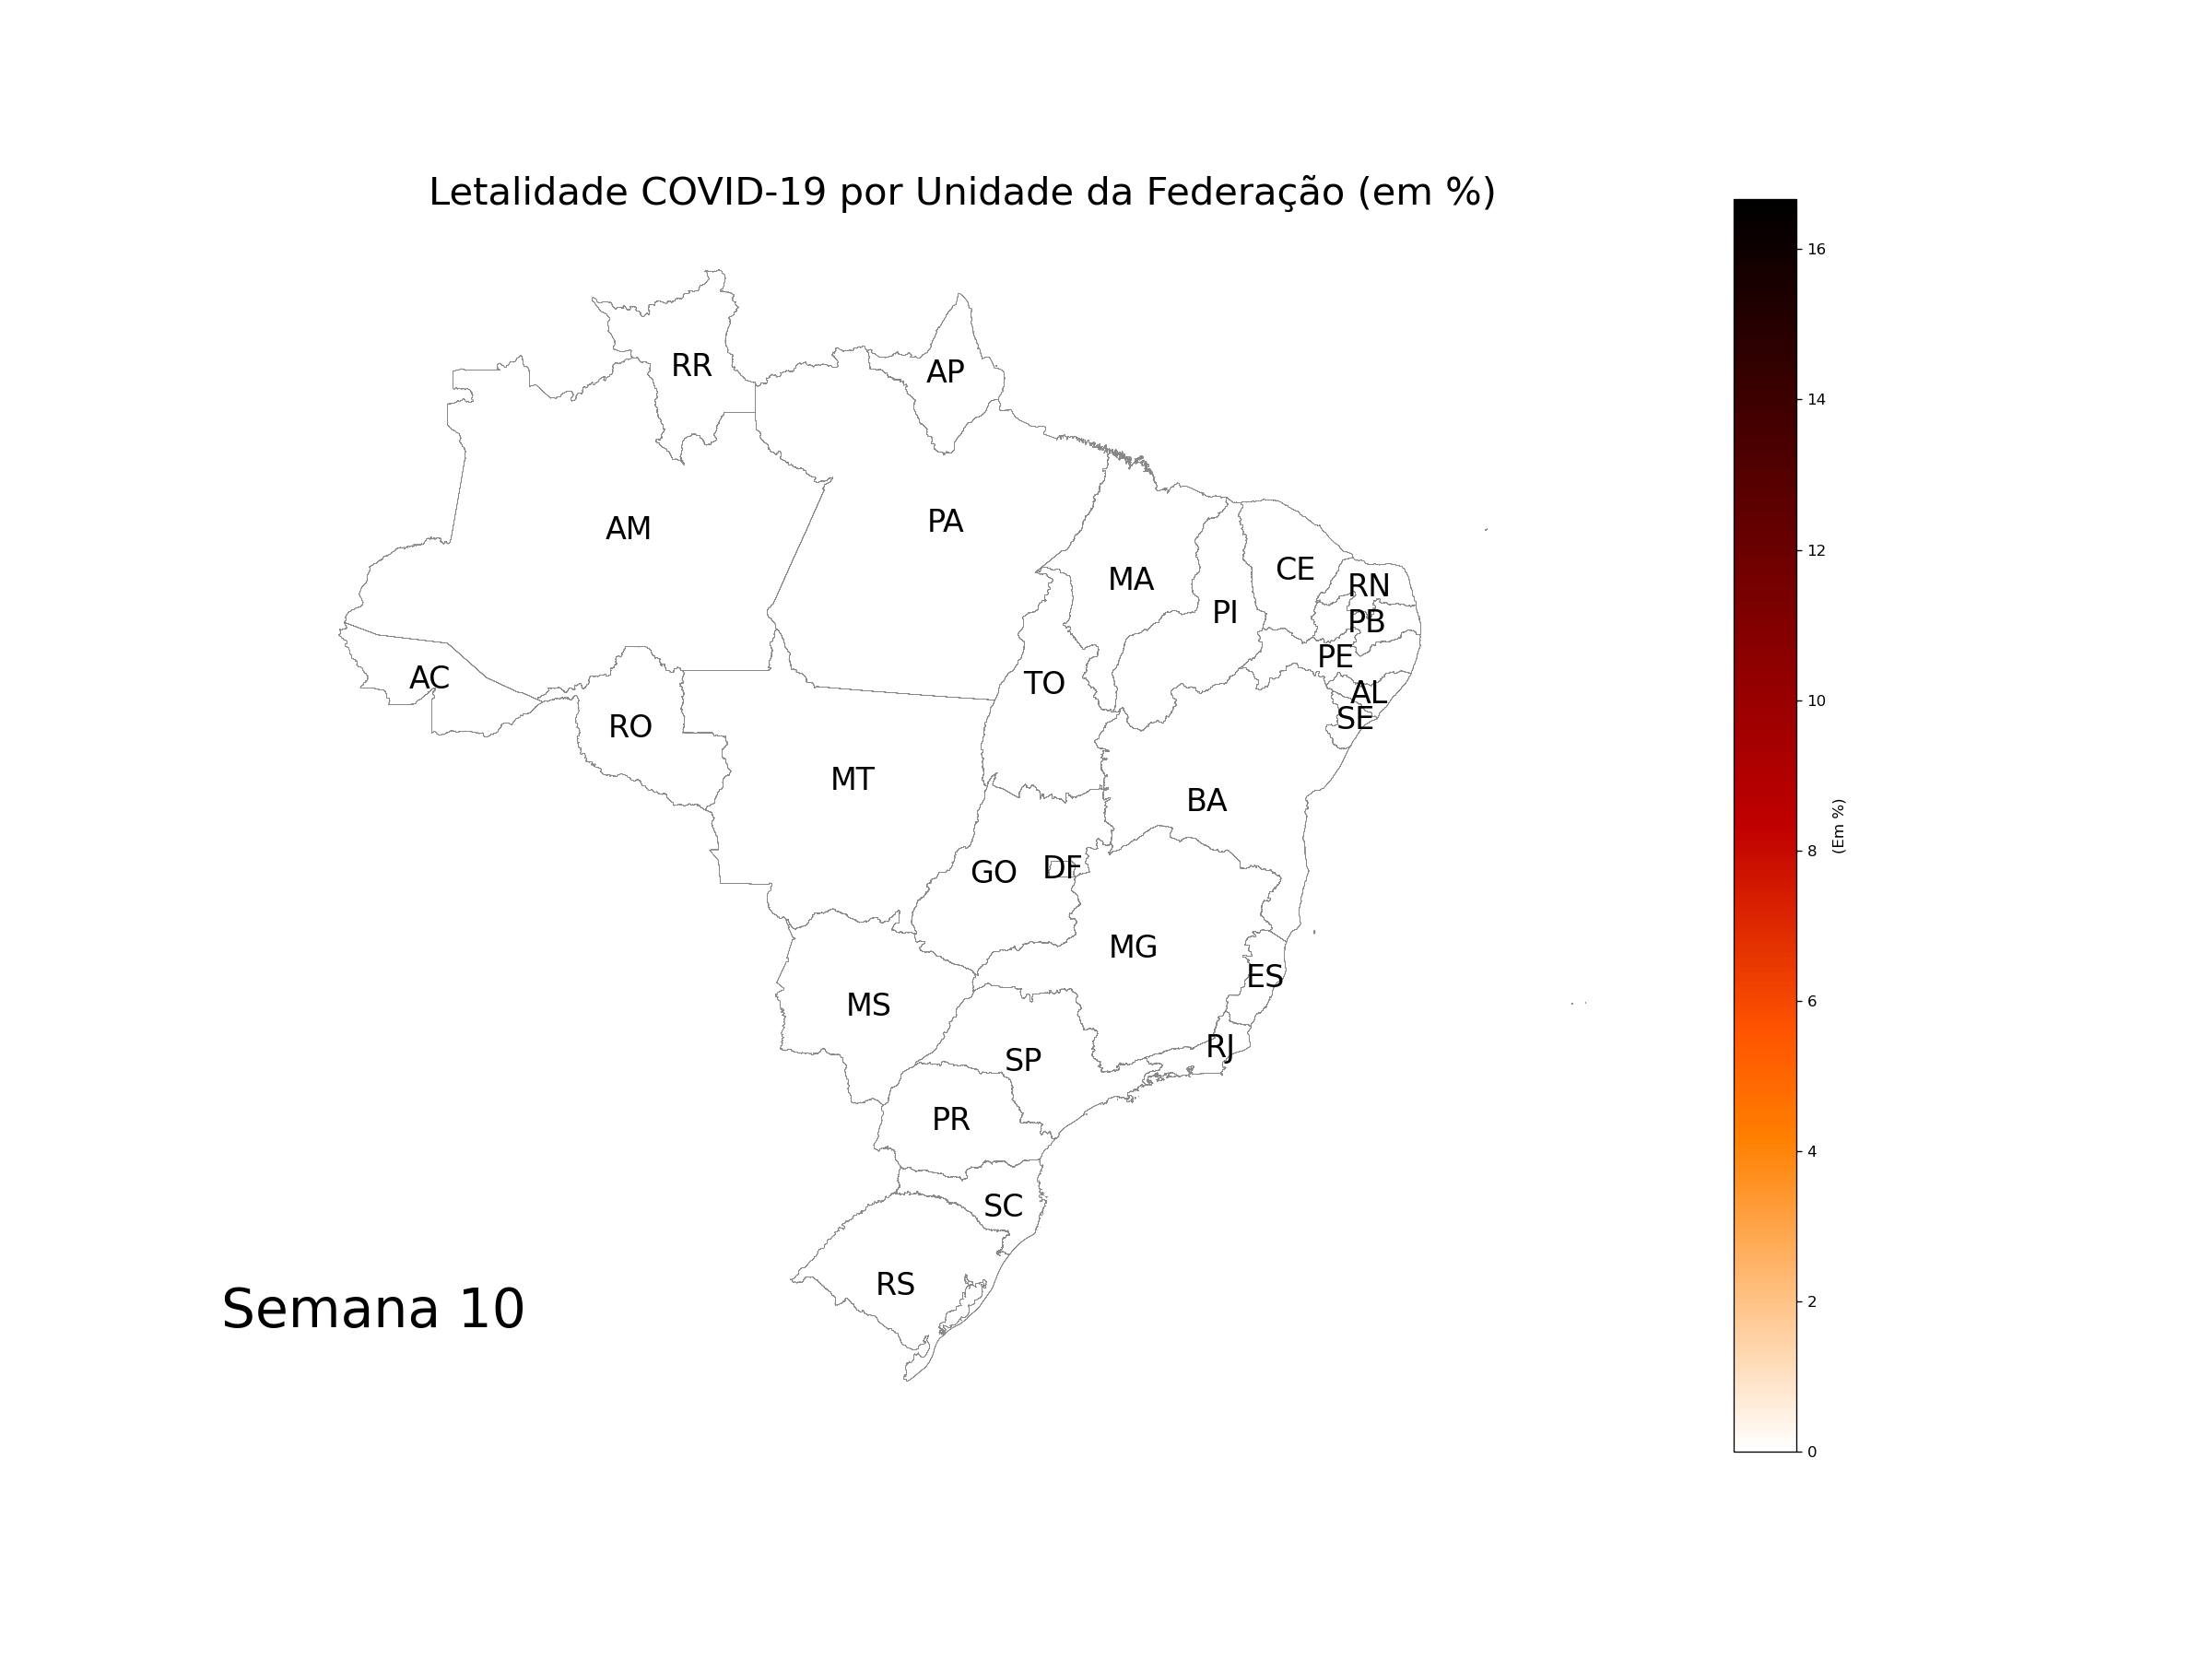 Letalidade COVID-19 por Unidade da Federação (em %)
16
RR
AP
14
AM
PA
12
CE
MA
RN
PI
PB
PE
AC
TO
AL
10
SE
RO
MT
BA
(Em %)
8
GO
DF
MG
ES
6
MS
RJ
SP
PR
4
SC
RS
2
Semana 10
0